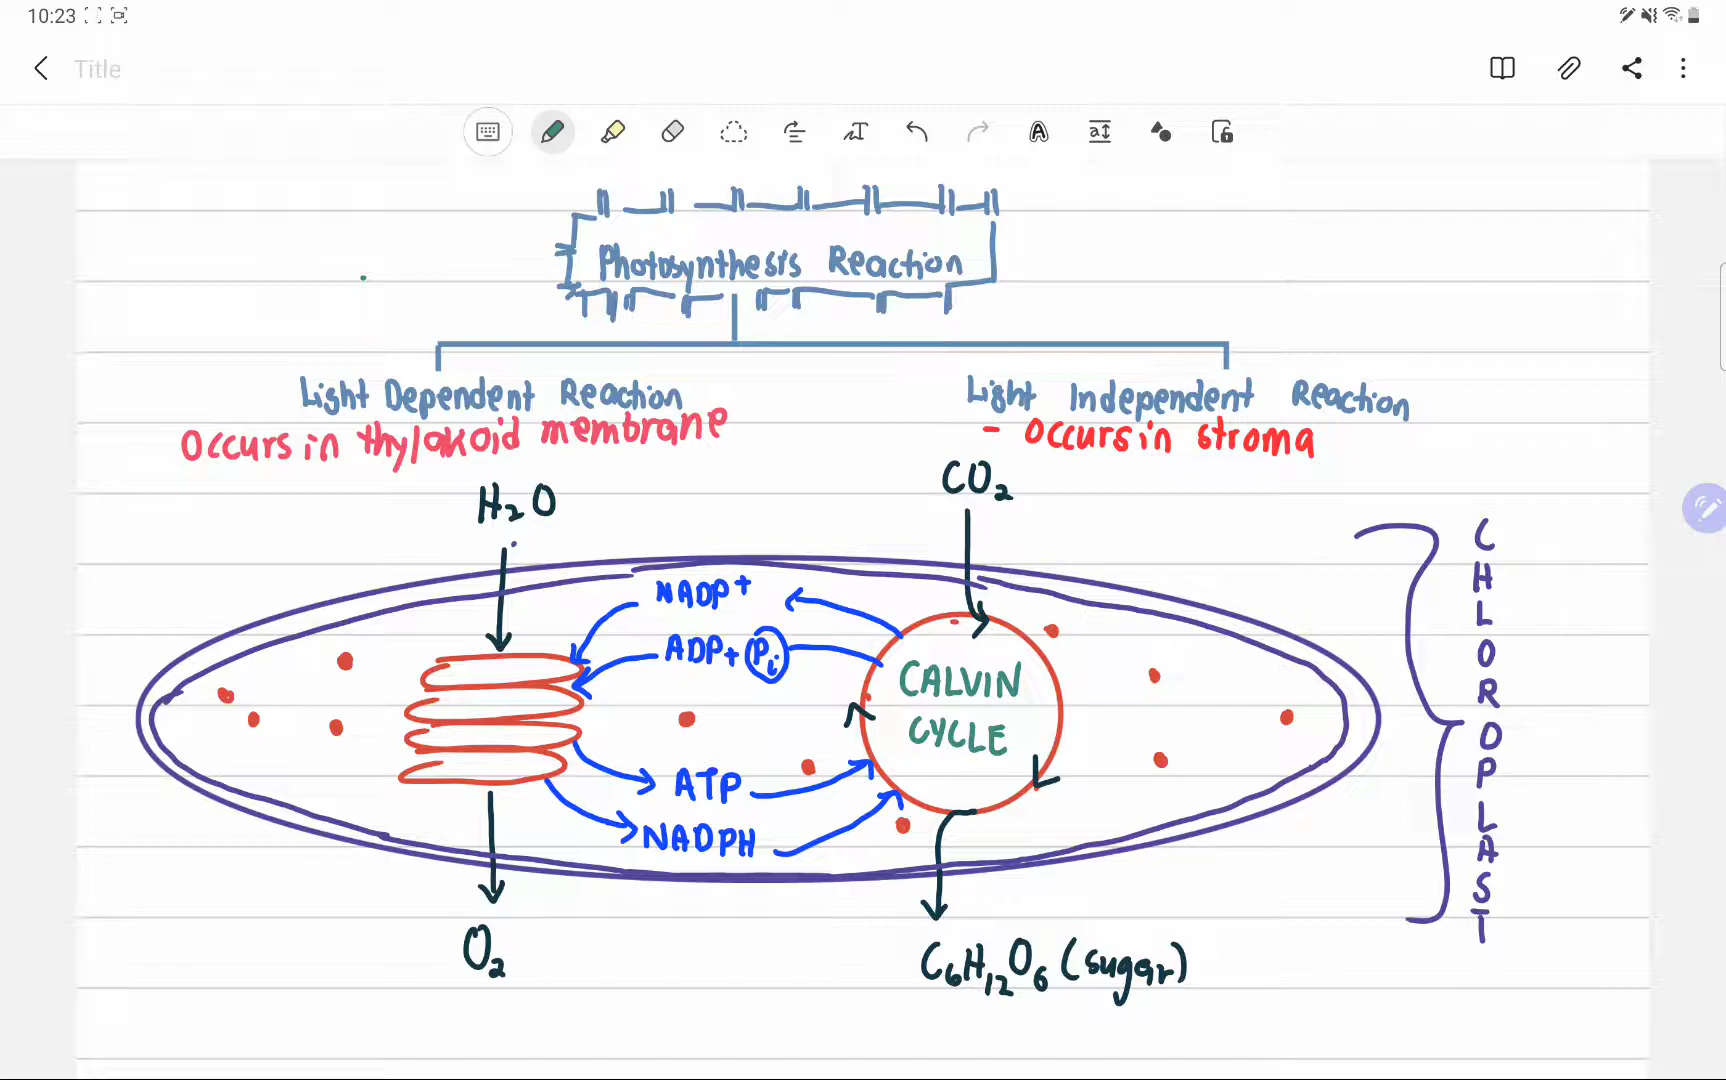 10:23
Title
Photosynthesis Reaction
Light Dependent Reaction
Light Independent Reaction
Occurs in thylakoid membrane
- Occurs in stroma
H₂O
CO₂
NADP+
ADP+ Pi
CALVIN
CYCLE
ATP
NADPH
O₂
C₆H₁₂O₆ (sugar)
CHLOROPLAST